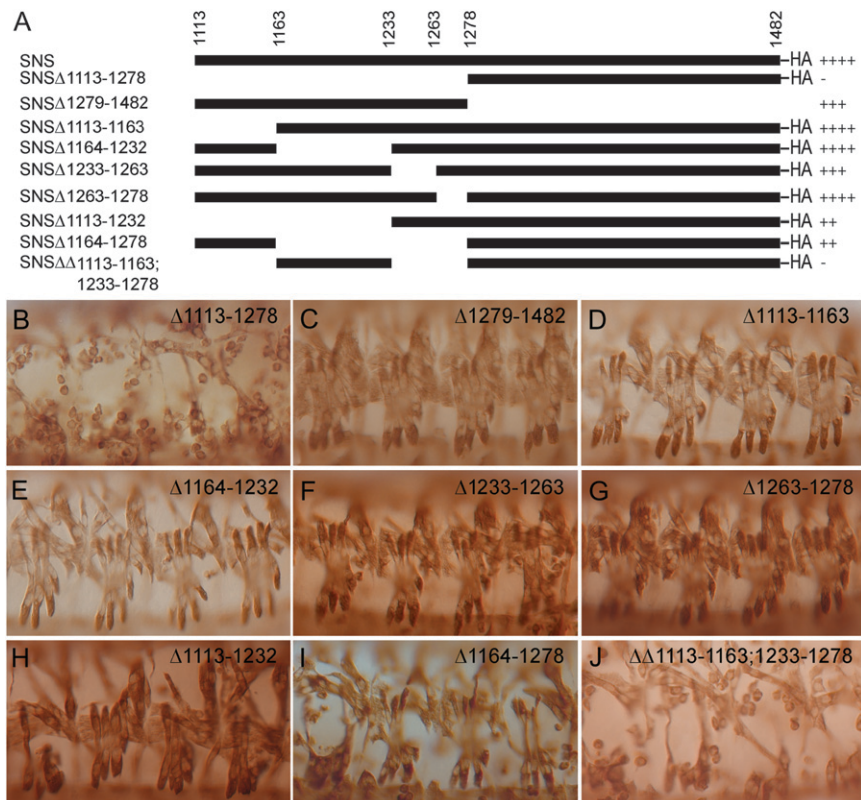 A
1113 1163 1233 1263 1278 1482
SNS -HA ++++
SNSΔ1113-1278 -HA -
SNSΔ1279-1482 +++
SNSΔ1113-1163 -HA ++++
SNSΔ1164-1232 -HA ++++
SNSΔ1233-1263 -HA +++
SNSΔ1263-1278 -HA ++++
SNSΔ1113-1232 -HA ++
SNSΔ1164-1278 -HA ++
SNSΔΔ1113-1163; -HA -
1233-1278
B Δ1113-1278
C Δ1279-1482
D Δ1113-1163
E Δ1164-1232
F Δ1233-1263
G Δ1263-1278
H Δ1113-1232
I Δ1164-1278
J ΔΔ1113-1163;1233-1278